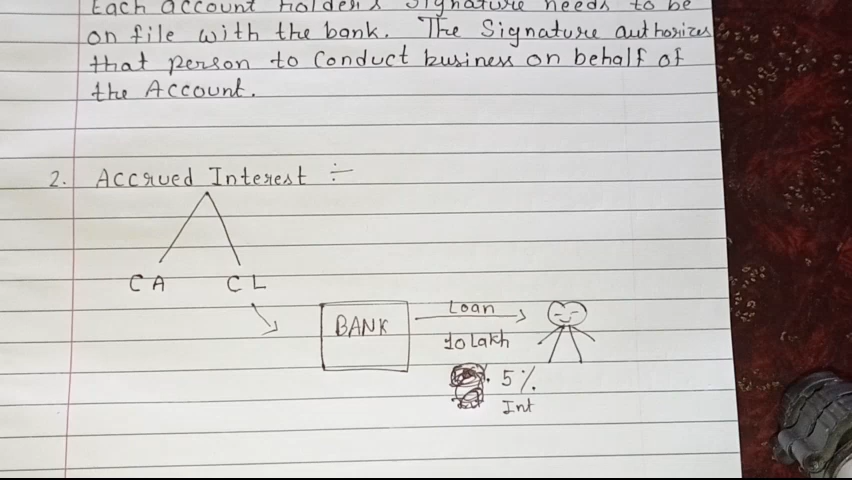 Each account holder's Signature needs to be
on file with the bank. The Signature authorizes
that person to conduct business on behalf of
the Account.
2. Accrued Interest ÷
CA CL
BANK
Loan
10 Lakh
5%
Int